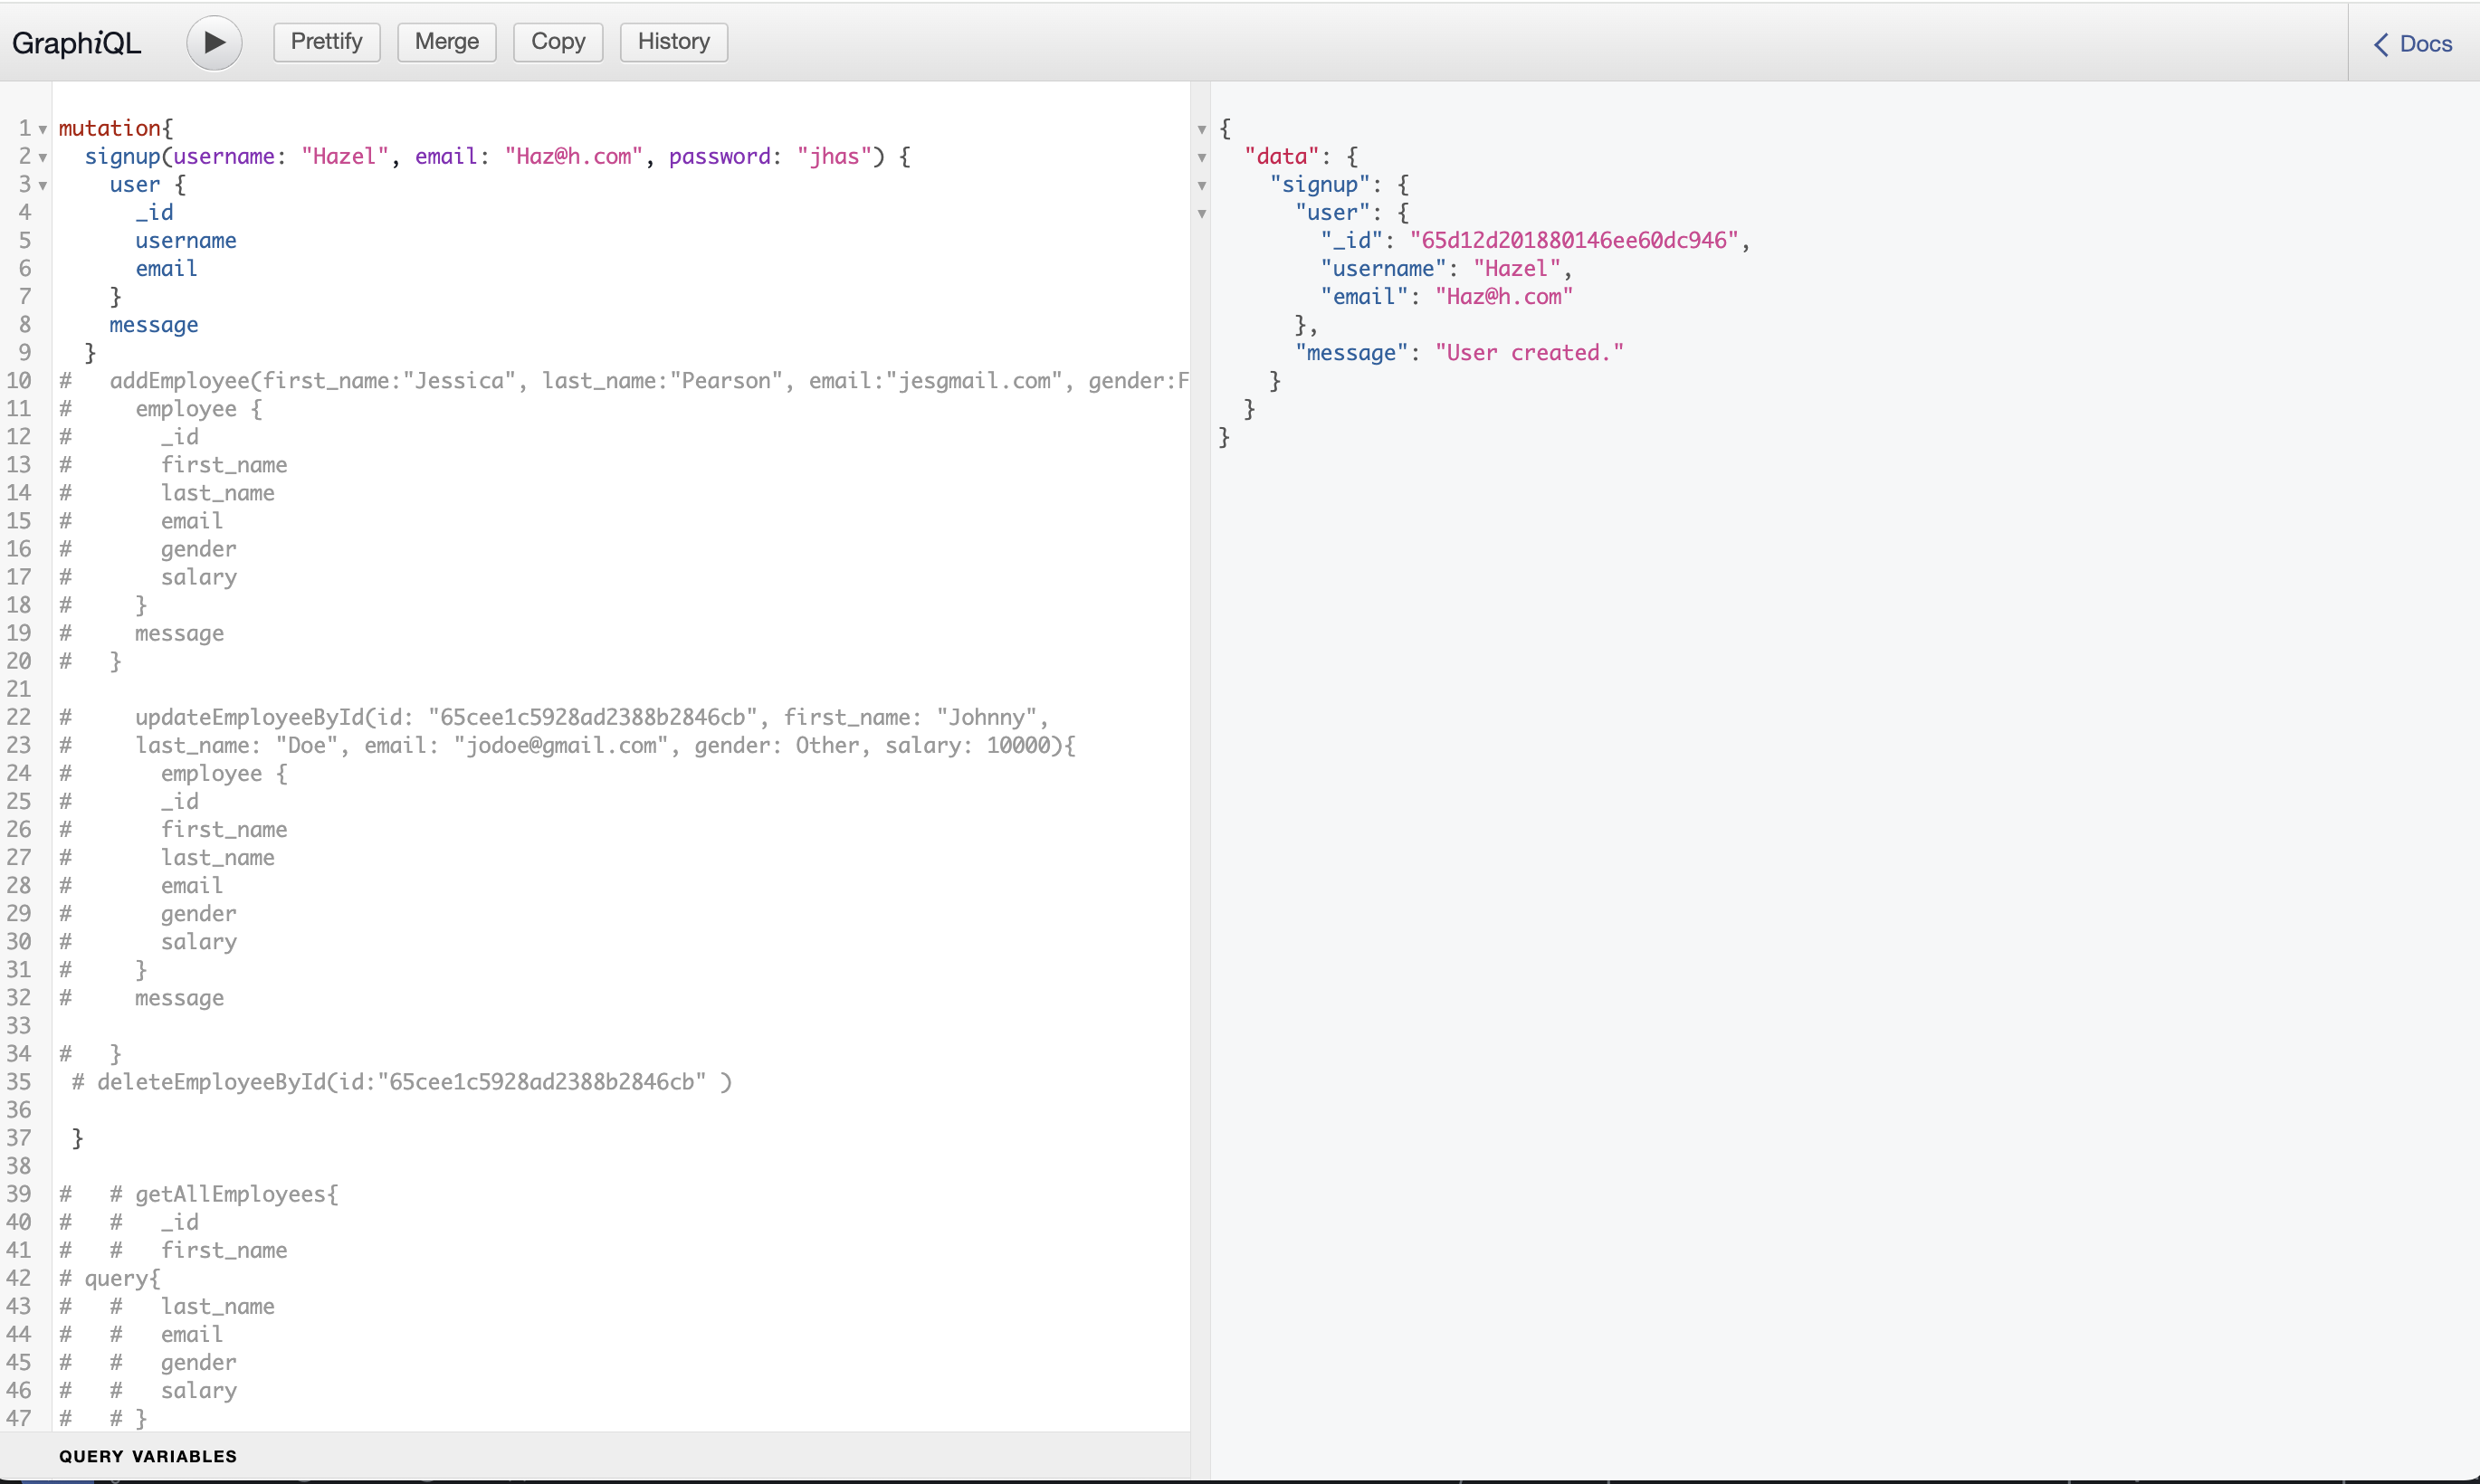 GraphiQL Prettify Merge Copy History Docs
1 mutation{
2 signup(username: "Hazel", email: "Haz@h.com", password: "jhas") {
3 user {
4 _id
5 username
6 email
7 }
8 message
9 }
10 # addEmployee(first_name:"Jessica", last_name:"Pearson", email:"jesgmail.com", gender:F
11 # employee {
12 # _id
13 # first_name
14 # last_name
15 # email
16 # gender
17 # salary
18 # }
19 # message
20 # }
21
22 # updateEmployeeById(id: "65cee1c5928ad2388b2846cb", first_name: "Johnny",
23 # last_name: "Doe", email: "jodoe@gmail.com", gender: Other, salary: 10000){
24 # employee {
25 # _id
26 # first_name
27 # last_name
28 # email
29 # gender
30 # salary
31 # }
32 # message
33
34 # }
35 # deleteEmployeeById(id:"65cee1c5928ad2388b2846cb" )
36
37 }
38
39 # # getAllEmployees{
40 # # _id
41 # # first_name
42 # query{
43 # # last_name
44 # # email
45 # # gender
46 # # salary
47 # # }
QUERY VARIABLES
{
"data": {
"signup": {
"user": {
"_id": "65d12d201880146ee60dc946",
"username": "Hazel",
"email": "Haz@h.com"
},
"message": "User created."
}
}
}